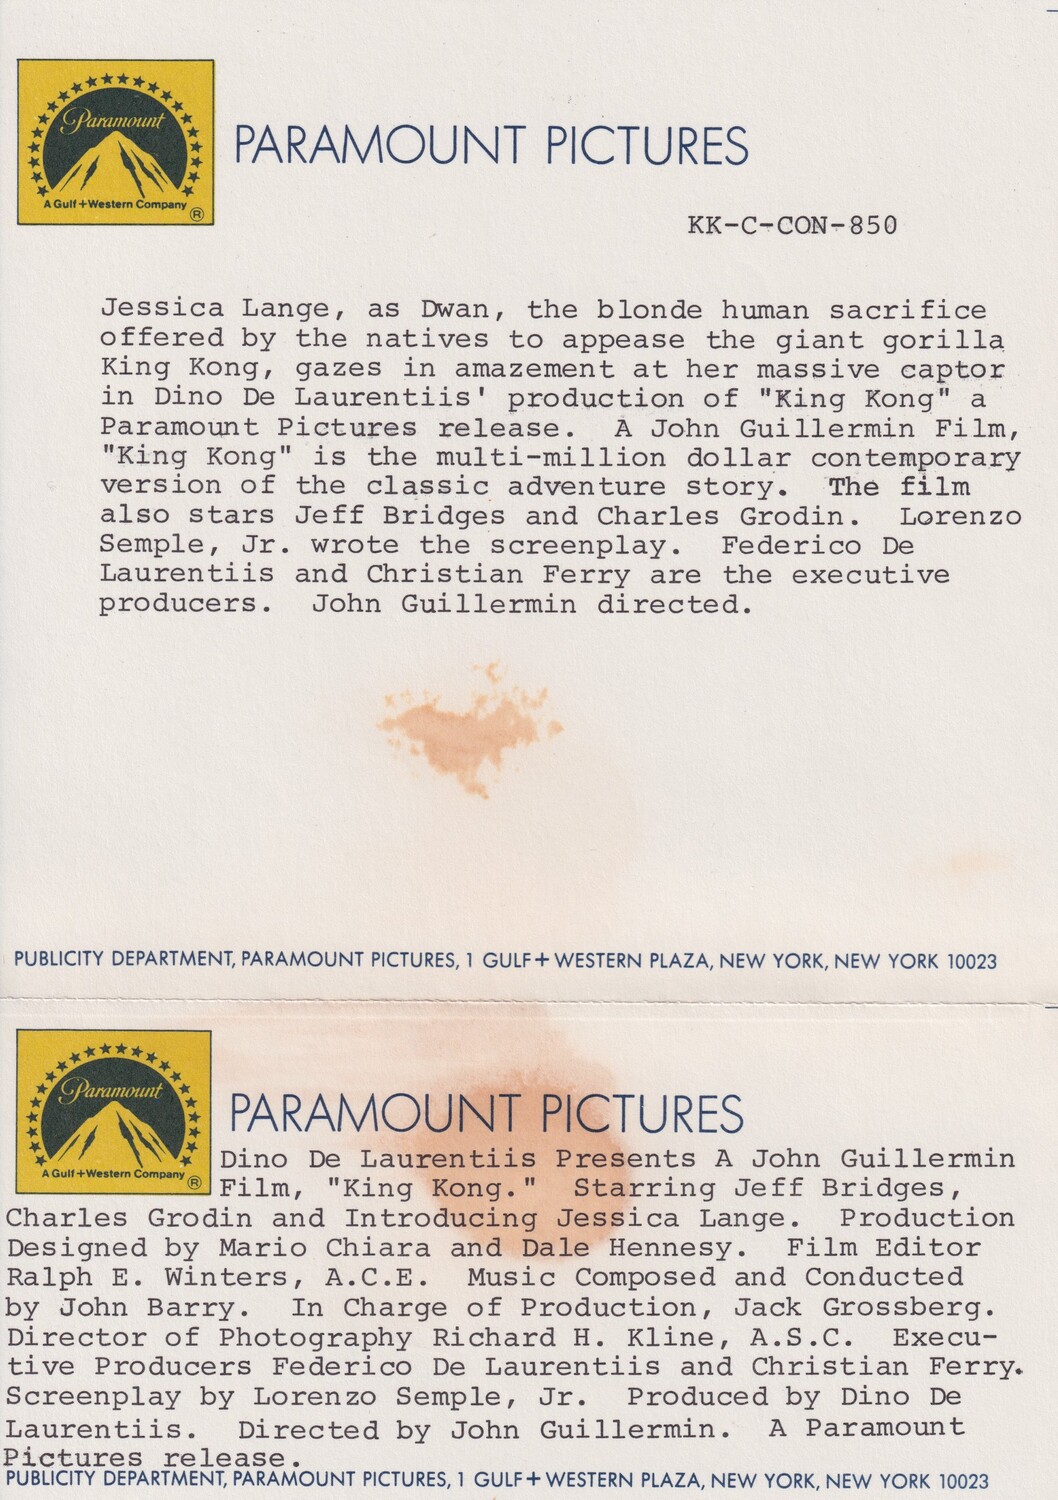 Paramount
A Gulf+Western Company ®
PARAMOUNT PICTURES
KK-C-CON-850
Jessica Lange, as Dwan, the blonde human sacrifice
offered by the natives to appease the giant gorilla
King Kong, gazes in amazement at her massive captor
in Dino De Laurentiis' production of "King Kong" a
Paramount Pictures release.  A John Guillermin Film,
"King Kong" is the multi-million dollar contemporary
version of the classic adventure story.  The film
also stars Jeff Bridges and Charles Grodin.  Lorenzo
Semple, Jr. wrote the screenplay.  Federico De
Laurentiis and Christian Ferry are the executive
producers.  John Guillermin directed.
PUBLICITY DEPARTMENT, PARAMOUNT PICTURES, 1 GULF+WESTERN PLAZA, NEW YORK, NEW YORK 10023
Paramount
A Gulf+Western Company ®
PARAMOUNT PICTURES
Dino De Laurentiis Presents A John Guillermin
Film, "King Kong."  Starring Jeff Bridges,
Charles Grodin and Introducing Jessica Lange.  Production
Designed by Mario Chiara and Dale Hennesy.  Film Editor
Ralph E. Winters, A.C.E.  Music Composed and Conducted
by John Barry.  In Charge of Production, Jack Grossberg.
Director of Photography Richard H. Kline, A.S.C.  Execu-
tive Producers Federico De Laurentiis and Christian Ferry.
Screenplay by Lorenzo Semple, Jr.  Produced by Dino De
Laurentiis.  Directed by John Guillermin.  A Paramount
Pictures release.
PUBLICITY DEPARTMENT, PARAMOUNT PICTURES, 1 GULF+WESTERN PLAZA, NEW YORK, NEW YORK 10023